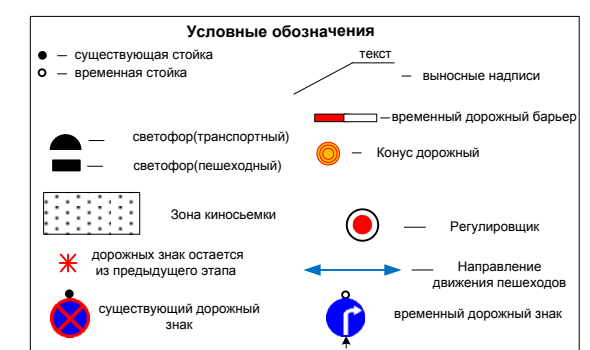 Условные обозначения
— существующая стойка
— временная стойка
текст
— выносные надписи
— временный дорожный барьер
— светофор(транспортный)
— светофор(пешеходный)
— Конус дорожный
Зона киносьемки
— Регулировщик
дорожных знак остается
из предыдущего этапа
— Направление
движения пешеходов
существующий дорожный
знак
временный дорожный знак